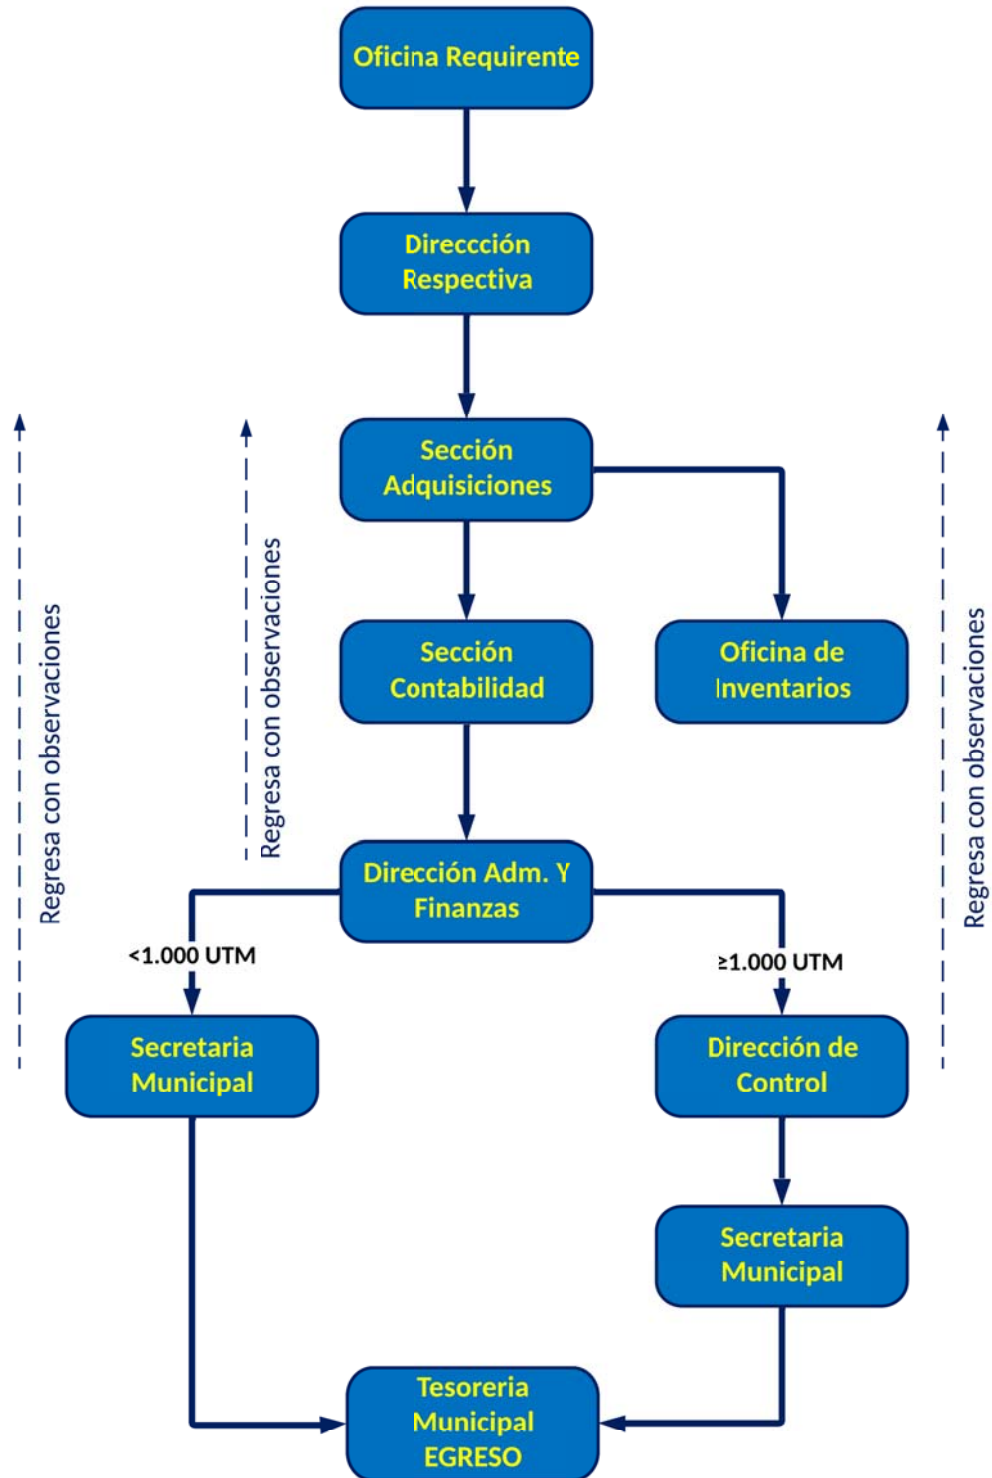 Oficina Requirente
Direccción
Respectiva
Sección
Adquisiciones
Regresa con observaciones
Regresa con observaciones
Regresa con observaciones
Sección
Contabilidad
Oficina de
Inventarios
Dirección Adm. Y
Finanzas
<1.000 UTM
≥1.000 UTM
Secretaria
Municipal
Dirección de
Control
Secretaria
Municipal
Tesoreria
Municipal
EGRESO